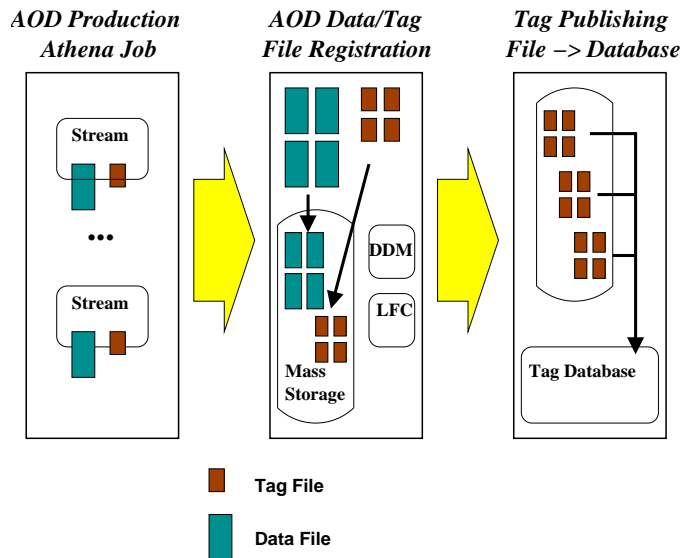 AOD Production
Athena Job
AOD Data/Tag
File Registration
Tag Publishing
File −> Database
Stream
...
Stream
DDM
LFC
Mass
Storage
Tag Database
Tag File
Data File